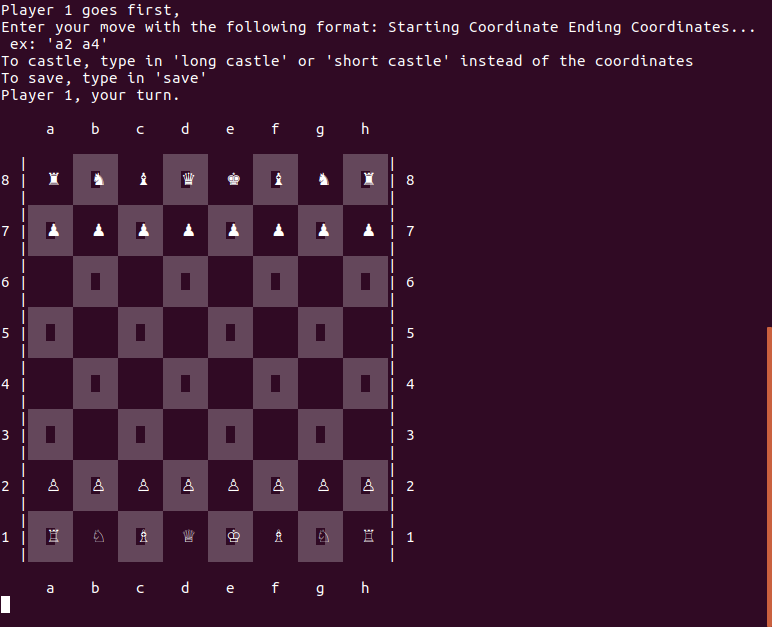 Player 1 goes first,
Enter your move with the following format: Starting Coordinate Ending Coordinates...
ex: 'a2 a4'
To castle, type in 'long castle' or 'short castle' instead of the coordinates
To save, type in 'save'
Player 1, your turn.
a b c d e f g h
8 ♜ ♞ ♝ ♛ ♚ ♝ ♞ ♜ 8
7 ♟ ♟ ♟ ♟ ♟ ♟ ♟ ♟ 7
6 6
5 5
4 4
3 3
2 ♙ ♙ ♙ ♙ ♙ ♙ ♙ ♙ 2
1 ♖ ♘ ♗ ♕ ♔ ♗ ♘ ♖ 1
a b c d e f g h